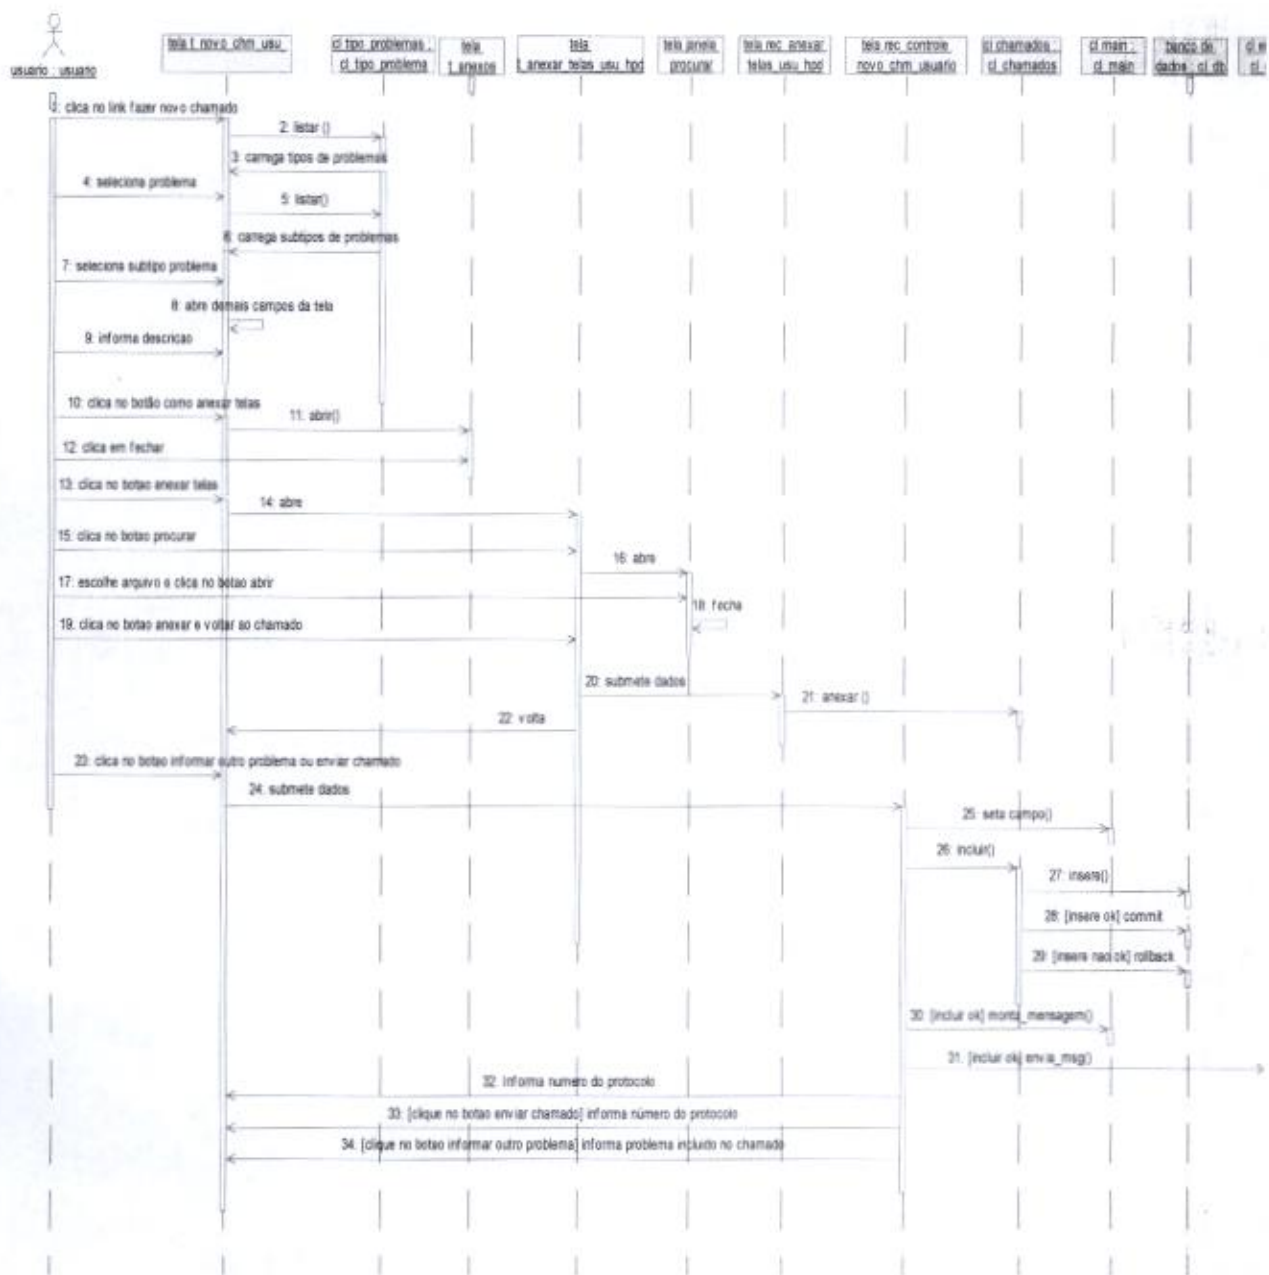 usuario : usuario
tela t_novo_chm_usu
cl tipo_problemas :
cl_tipo_problema
tela
t_anexos
tela
t_anexar_telas_usu_hpd
tela janela
procurar
tela rec_anexar
telas_usu_hpd
tela rec_controle
novo_chm_usuario
cl chamados :
cl_chamados
cl main :
cl_main
banco de
dados : cl_db
1: clica no link fazer novo chamado
2: listar ()
3: carrega tipos de problemas
4: seleciona problema
5: listar()
6: carrega subtipos de problemas
7: seleciona subtipo problema
8: abre demais campos da tela
9: informa descricao
10: clica no botão como anexar telas
11: abrir()
12: clica em fechar
13: clica no botao anexar telas
14: abre
15: clica no botao procurar
16: abre
17: escolhe arquivo e clica no botao abrir
18: fecha
19: clica no botao anexar e voltar ao chamado
20: submete dados
21: anexar ()
22: volta
23: clica no botao informar outro problema ou enviar chamado
24: submete dados
25: seta campo()
26: incluir()
27: insere()
28: [insere ok] commit
29: [insere nao ok] rollback
30: [incluir ok] monta_mensagem()
31: [incluir ok] envia_msg()
32: informa numero do protocolo
33: [clique no botao enviar chamado] informa número do protocolo
34: [clique no botao informar outro problema] informa problema incluido no chamado